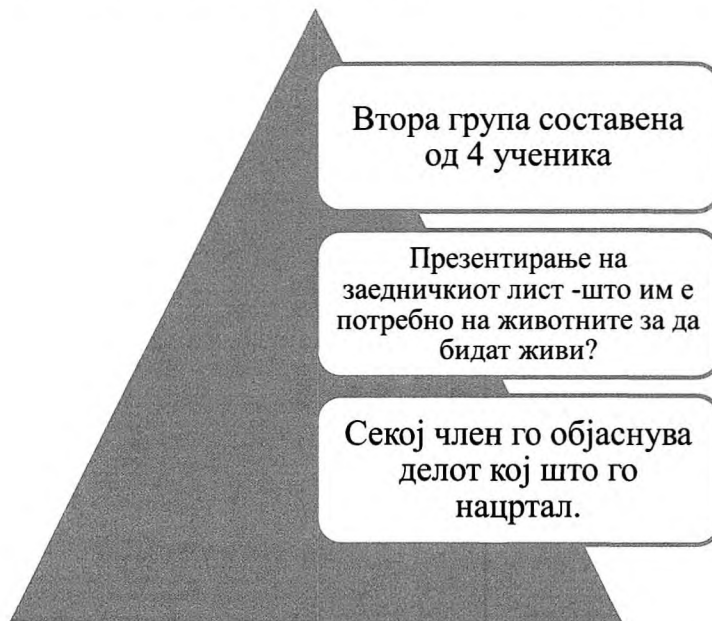 Втора група составена
од 4 ученика
Презентирање на
заедничкиот лист -што им е
потребно на животните за да
бидат живи?
Секој член го објаснува
делот кој што го
нацртал.